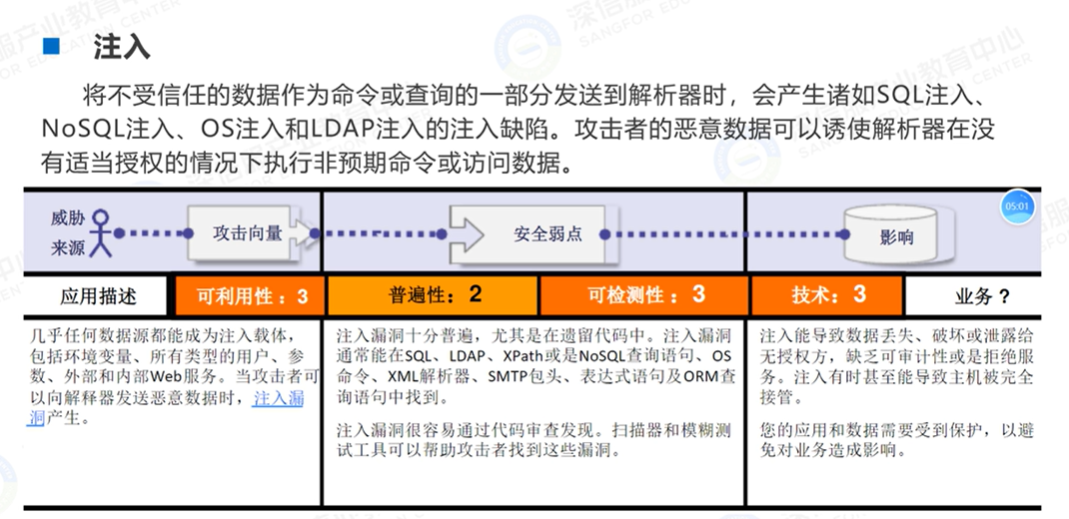 注入
将不受信任的数据作为命令或查询的一部分发送到解析器时，会产生诸如SQL注入、
NoSQL注入、OS注入和LDAP注入的注入缺陷。攻击者的恶意数据可以诱使解析器在没
有适当授权的情况下执行非预期命令或访问数据。
威胁
来源
攻击向量
安全弱点
影响
05:01
应用描述
可利用性：3
普遍性：2
可检测性：3
技术：3
业务？
几乎任何数据源都能成为注入载体，
包括环境变量、所有类型的用户、参
数、外部和内部Web服务。当攻击者可
以向解释器发送恶意数据时，注入漏
洞产生。
注入漏洞十分普遍，尤其是在遗留代码中。注入漏洞
通常能在SQL、LDAP、XPath或是NoSQL查询语句、OS
命令、XML解析器、SMTP包头、表达式语句及ORM查
询语句中找到。
注入漏洞很容易通过代码审查发现。扫描器和模糊测
试工具可以帮助攻击者找到这些漏洞。
注入能导致数据丢失、破坏或泄露给
无授权方，缺乏可审计性或是拒绝服
务。注入有时甚至能导致主机被完全
接管。
您的应用和数据需要受到保护，以避
免对业务造成影响。